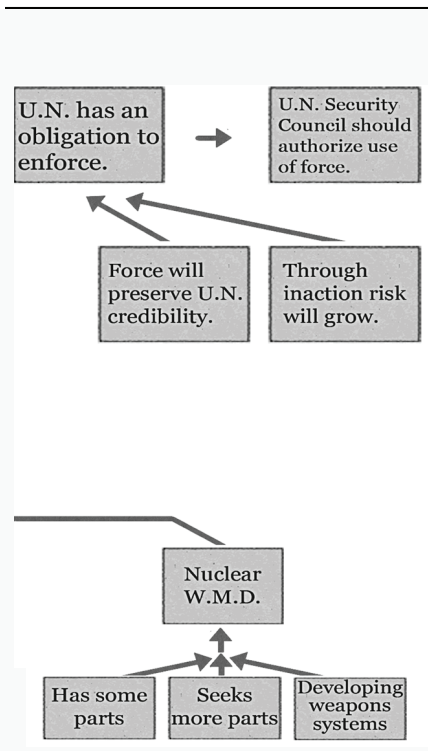 U.N. has an
obligation to
enforce.
U.N. Security
Council should
authorize use
of force.
Force will
preserve U.N.
credibility.
Through
inaction risk
will grow.
Nuclear
W.M.D.
Has some
parts
Seeks
more parts
Developing
weapons
systems